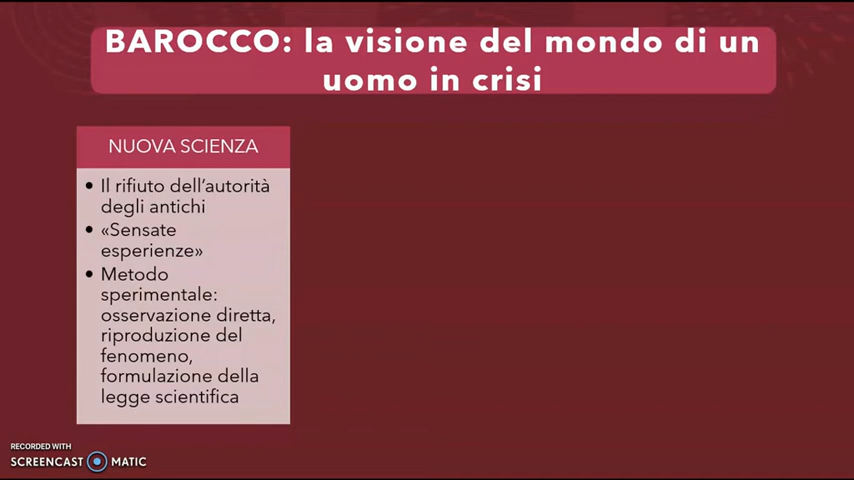 BAROCCO: la visione del mondo di un
uomo in crisi
NUOVA SCIENZA
• Il rifiuto dell'autorità
degli antichi
• «Sensate
esperienze»
• Metodo
sperimentale:
osservazione diretta,
riproduzione del
fenomeno,
formulazione della
legge scientifica
RECORDED WITH
SCREENCAST MATIC